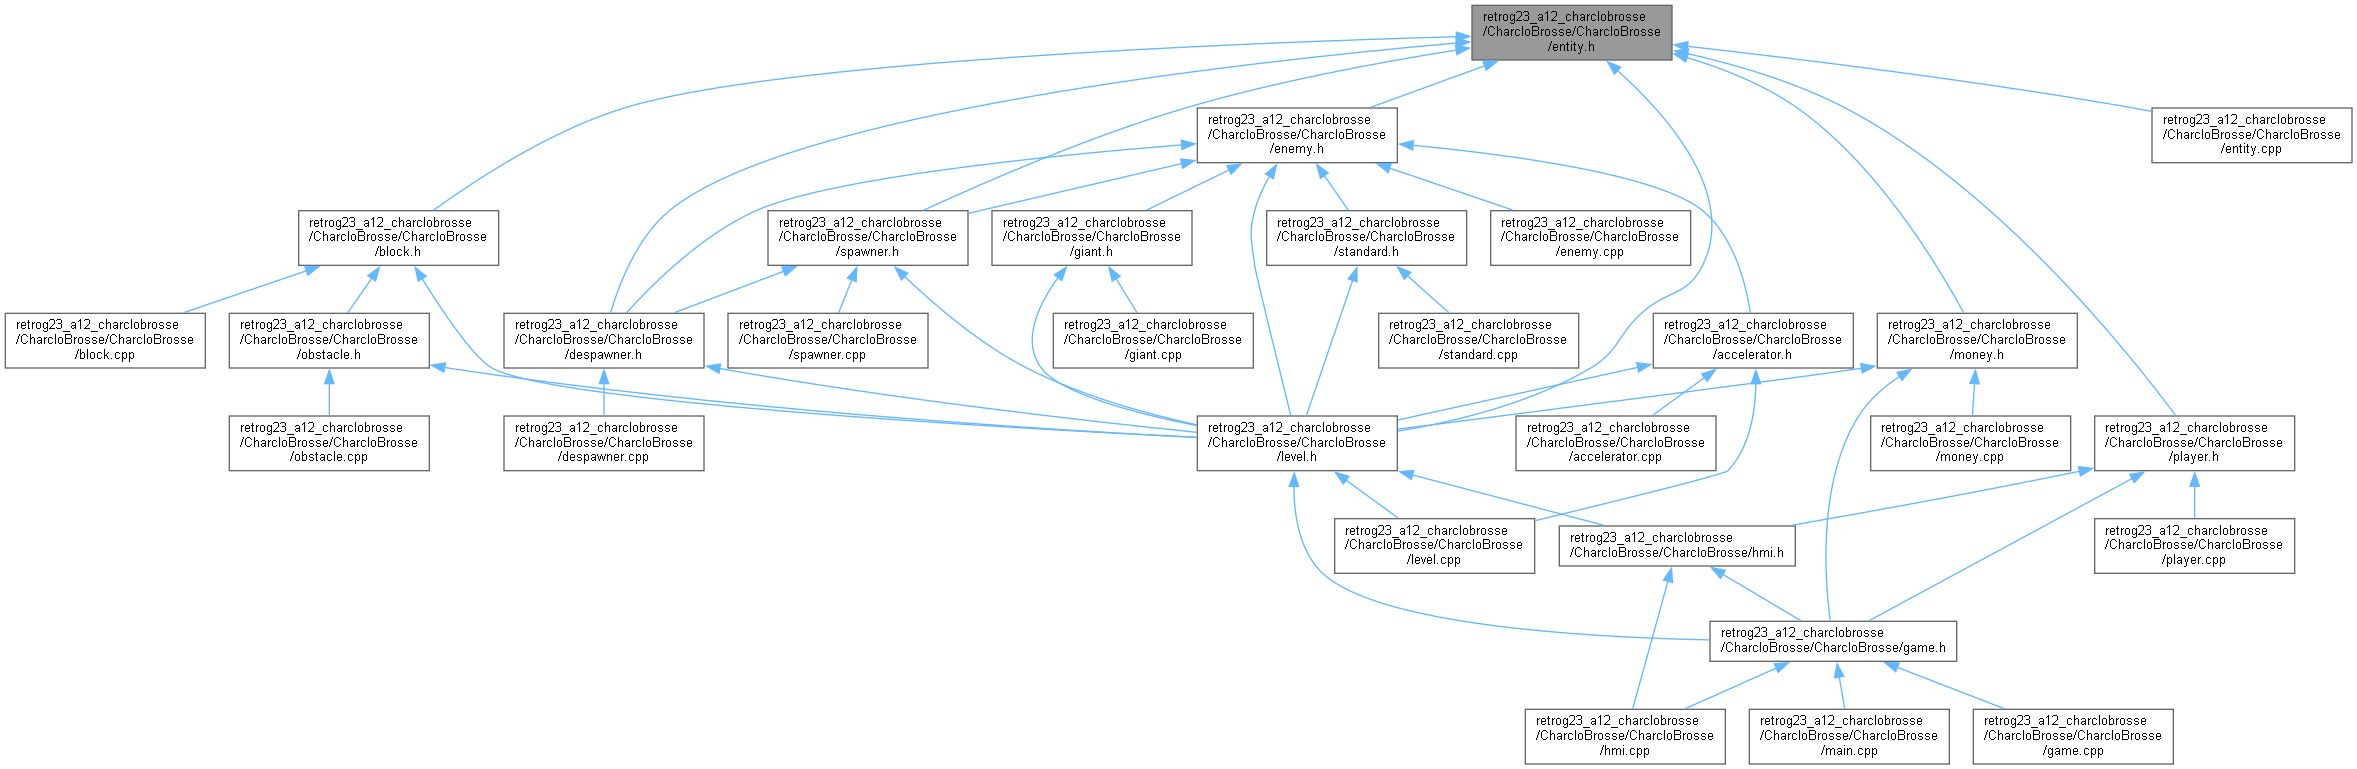 retrog23_a12_charclobrosse
/CharcloBrosse/CharcloBrosse
/entity.h
retrog23_a12_charclobrosse
/CharcloBrosse/CharcloBrosse
/enemy.h
retrog23_a12_charclobrosse
/CharcloBrosse/CharcloBrosse
/entity.cpp
retrog23_a12_charclobrosse
/CharcloBrosse/CharcloBrosse
/block.h
retrog23_a12_charclobrosse
/CharcloBrosse/CharcloBrosse
/spawner.h
retrog23_a12_charclobrosse
/CharcloBrosse/CharcloBrosse
/giant.h
retrog23_a12_charclobrosse
/CharcloBrosse/CharcloBrosse
/standard.h
retrog23_a12_charclobrosse
/CharcloBrosse/CharcloBrosse
/enemy.cpp
retrog23_a12_charclobrosse
/CharcloBrosse/CharcloBrosse
/block.cpp
retrog23_a12_charclobrosse
/CharcloBrosse/CharcloBrosse
/obstacle.h
retrog23_a12_charclobrosse
/CharcloBrosse/CharcloBrosse
/despawner.h
retrog23_a12_charclobrosse
/CharcloBrosse/CharcloBrosse
/spawner.cpp
retrog23_a12_charclobrosse
/CharcloBrosse/CharcloBrosse
/giant.cpp
retrog23_a12_charclobrosse
/CharcloBrosse/CharcloBrosse
/standard.cpp
retrog23_a12_charclobrosse
/CharcloBrosse/CharcloBrosse
/accelerator.h
retrog23_a12_charclobrosse
/CharcloBrosse/CharcloBrosse
/money.h
retrog23_a12_charclobrosse
/CharcloBrosse/CharcloBrosse
/obstacle.cpp
retrog23_a12_charclobrosse
/CharcloBrosse/CharcloBrosse
/despawner.cpp
retrog23_a12_charclobrosse
/CharcloBrosse/CharcloBrosse
/level.h
retrog23_a12_charclobrosse
/CharcloBrosse/CharcloBrosse
/accelerator.cpp
retrog23_a12_charclobrosse
/CharcloBrosse/CharcloBrosse
/money.cpp
retrog23_a12_charclobrosse
/CharcloBrosse/CharcloBrosse
/player.h
retrog23_a12_charclobrosse
/CharcloBrosse/CharcloBrosse
/level.cpp
retrog23_a12_charclobrosse
/CharcloBrosse/CharcloBrosse/hmi.h
retrog23_a12_charclobrosse
/CharcloBrosse/CharcloBrosse
/player.cpp
retrog23_a12_charclobrosse
/CharcloBrosse/CharcloBrosse/game.h
retrog23_a12_charclobrosse
/CharcloBrosse/CharcloBrosse
/hmi.cpp
retrog23_a12_charclobrosse
/CharcloBrosse/CharcloBrosse
/main.cpp
retrog23_a12_charclobrosse
/CharcloBrosse/CharcloBrosse
/game.cpp